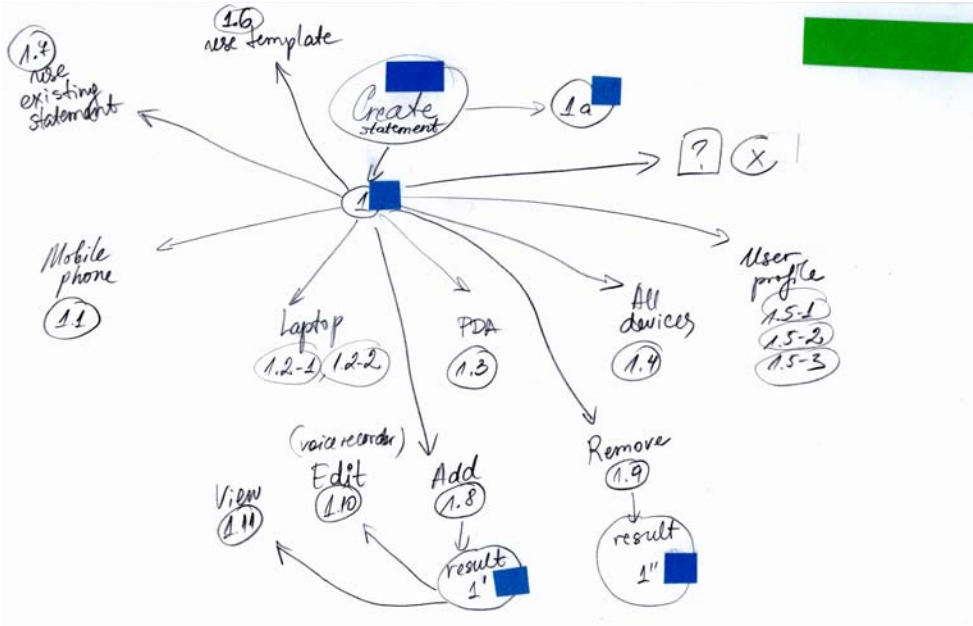 1.6
use template
1.7
use
existing
statement
Create
statement
1a
?
X
1
Mobile
phone
1.1
Laptop
1.2-1, 1.2-2
PDA
1.3
All
devices
1.4
User
profile
1.5-1
1.5-2
1.5-3
(voice recorder)
Edit
1.10
View
1.11
Add
1.8
result
1'
Remove
1.9
result
1''